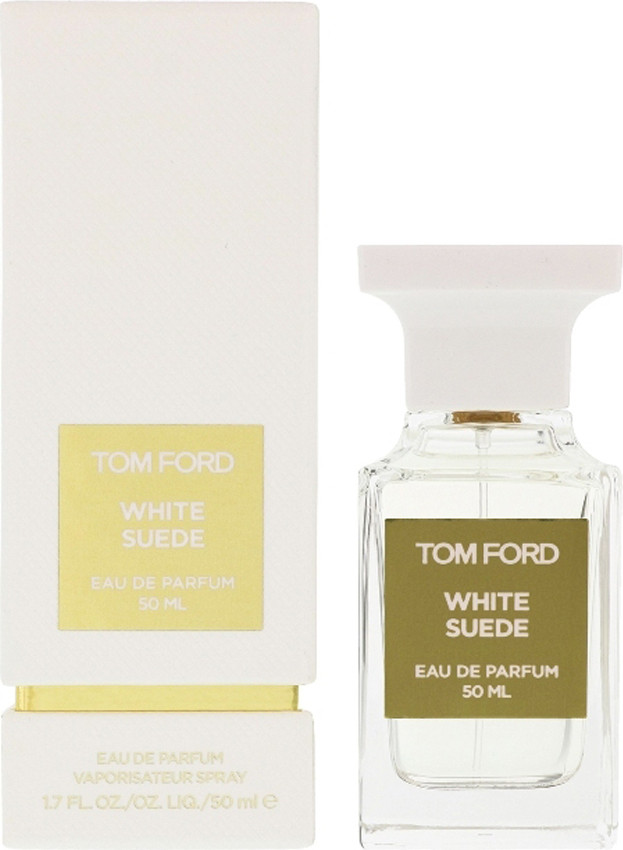 TOM FORD
WHITE
SUEDE
EAU DE PARFUM
50 ML
EAU DE PARFUM
VAPORISATEUR SPRAY
1.7 FL. OZ./OZ. LIQ./50 ml ℮
TOM FORD
WHITE
SUEDE
EAU DE PARFUM
50 ML